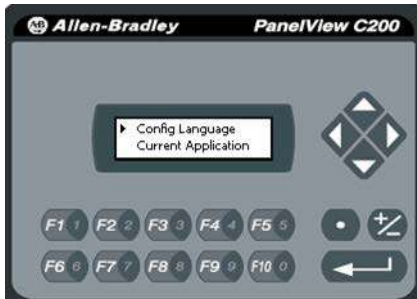 AB Allen-Bradley PanelView C200
Config Language
Current Application
F1 1 F2 2 F3 3 F4 4 F5 5 • +/-
F6 6 F7 7 F8 8 F9 9 F10 0